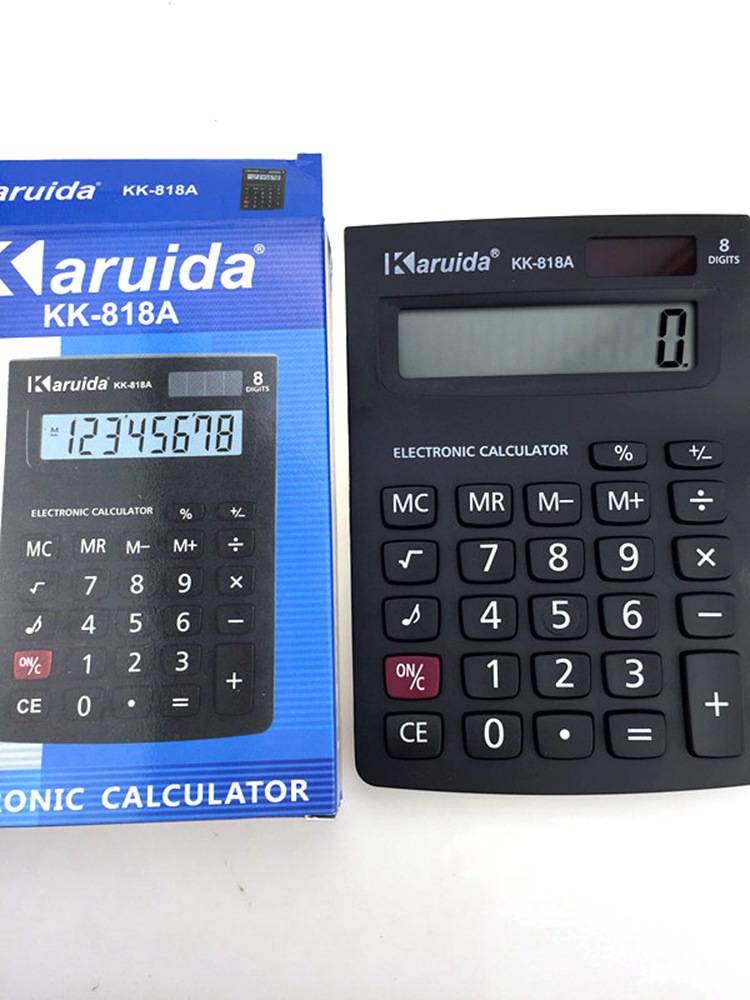 aruida® KK-818A
Karuida®
KK-818A
Karuida® KK-818A 8 DIGITS
M 12345678
ELECTRONIC CALCULATOR % +/−
MC MR M− M+ ÷
√ 7 8 9 ×
♪ 4 5 6 −
ON/C 1 2 3 +
CE 0 • =
RONIC CALCULATOR
Karuida® KK-818A 8 DIGITS
0.
ELECTRONIC CALCULATOR % +/−
MC MR M− M+ ÷
√ 7 8 9 ×
♪ 4 5 6 −
ON/C 1 2 3 +
CE 0 • =